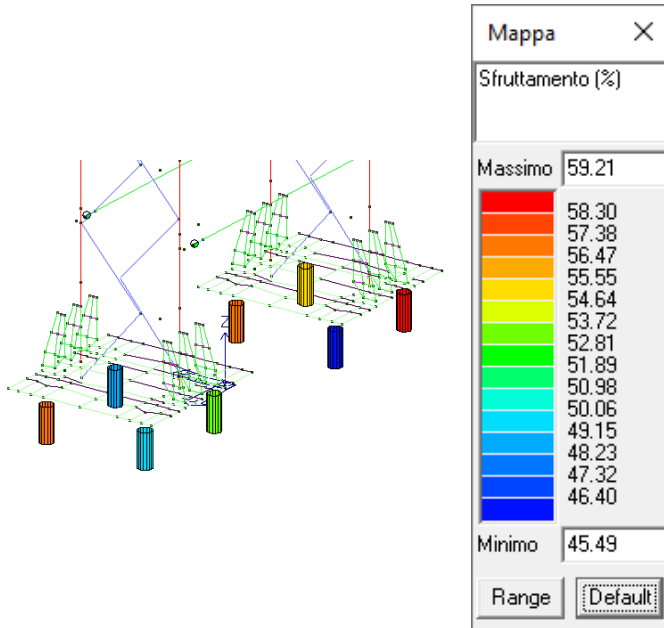 Mappa
Sfruttamento (%)
Massimo 59.21
58.30
57.38
56.47
55.55
54.64
53.72
52.81
51.89
50.98
50.06
49.15
48.23
47.32
46.40
Minimo 45.49
Range Default
Z